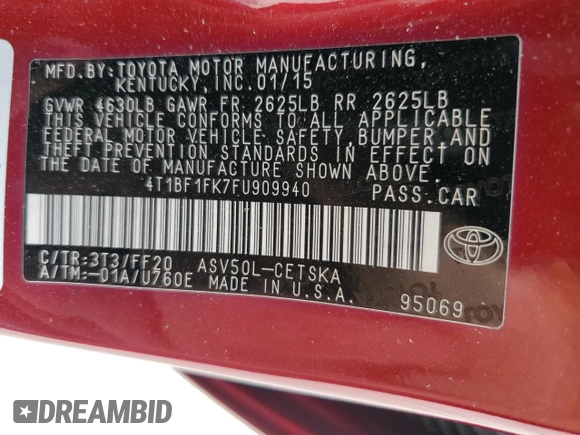 MFD.BY:TOYOTA MOTOR MANUFACTURING,
KENTUCKY,INC.01/15
GVWR 4630LB GAWR FR 2625LB RR 2625LB
THIS VEHICLE CONFORMS TO ALL APPLICABLE
FEDERAL MOTOR VEHICLE SAFETY, BUMPER, AND
THEFT PREVENTION STANDARDS IN EFFECT ON
THE DATE OF MANUFACTURE SHOWN ABOVE.
4T1BF1FK7FU909940 PASS.CAR
C/TR:3T3/FF20 ASV50L-CETSKA
A/TM:-01A/U760E MADE IN U.S.A.
95069
DREAMBID